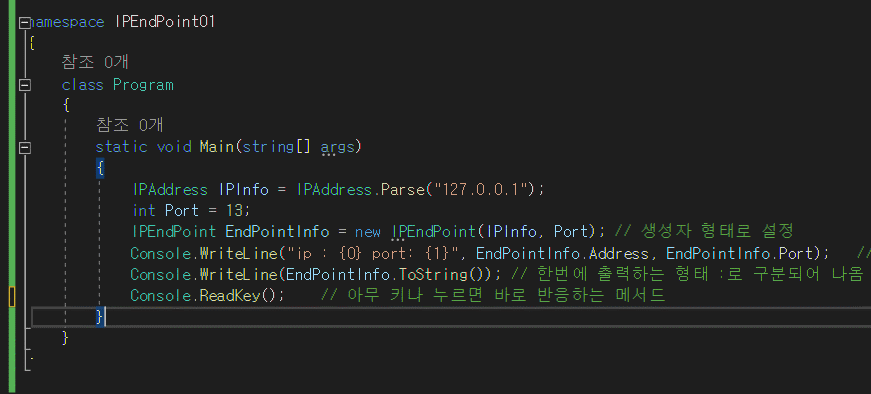 namespace IPEndPoint01
{
참조 0개
class Program
{
참조 0개
static void Main(string[] args)
{
IPAddress IPInfo = IPAddress.Parse("127.0.0.1");
int Port = 13;
IPEndPoint EndPointInfo = new IPEndPoint(IPInfo, Port); // 생성자 형태로 설정
Console.WriteLine("ip : {0} port: {1}", EndPointInfo.Address, EndPointInfo.Port); //
Console.WriteLine(EndPointInfo.ToString()); // 한번에 출력하는 형태 :로 구분되어 나옴
Console.ReadKey(); // 아무 키나 누르면 바로 반응하는 메서드
}
}